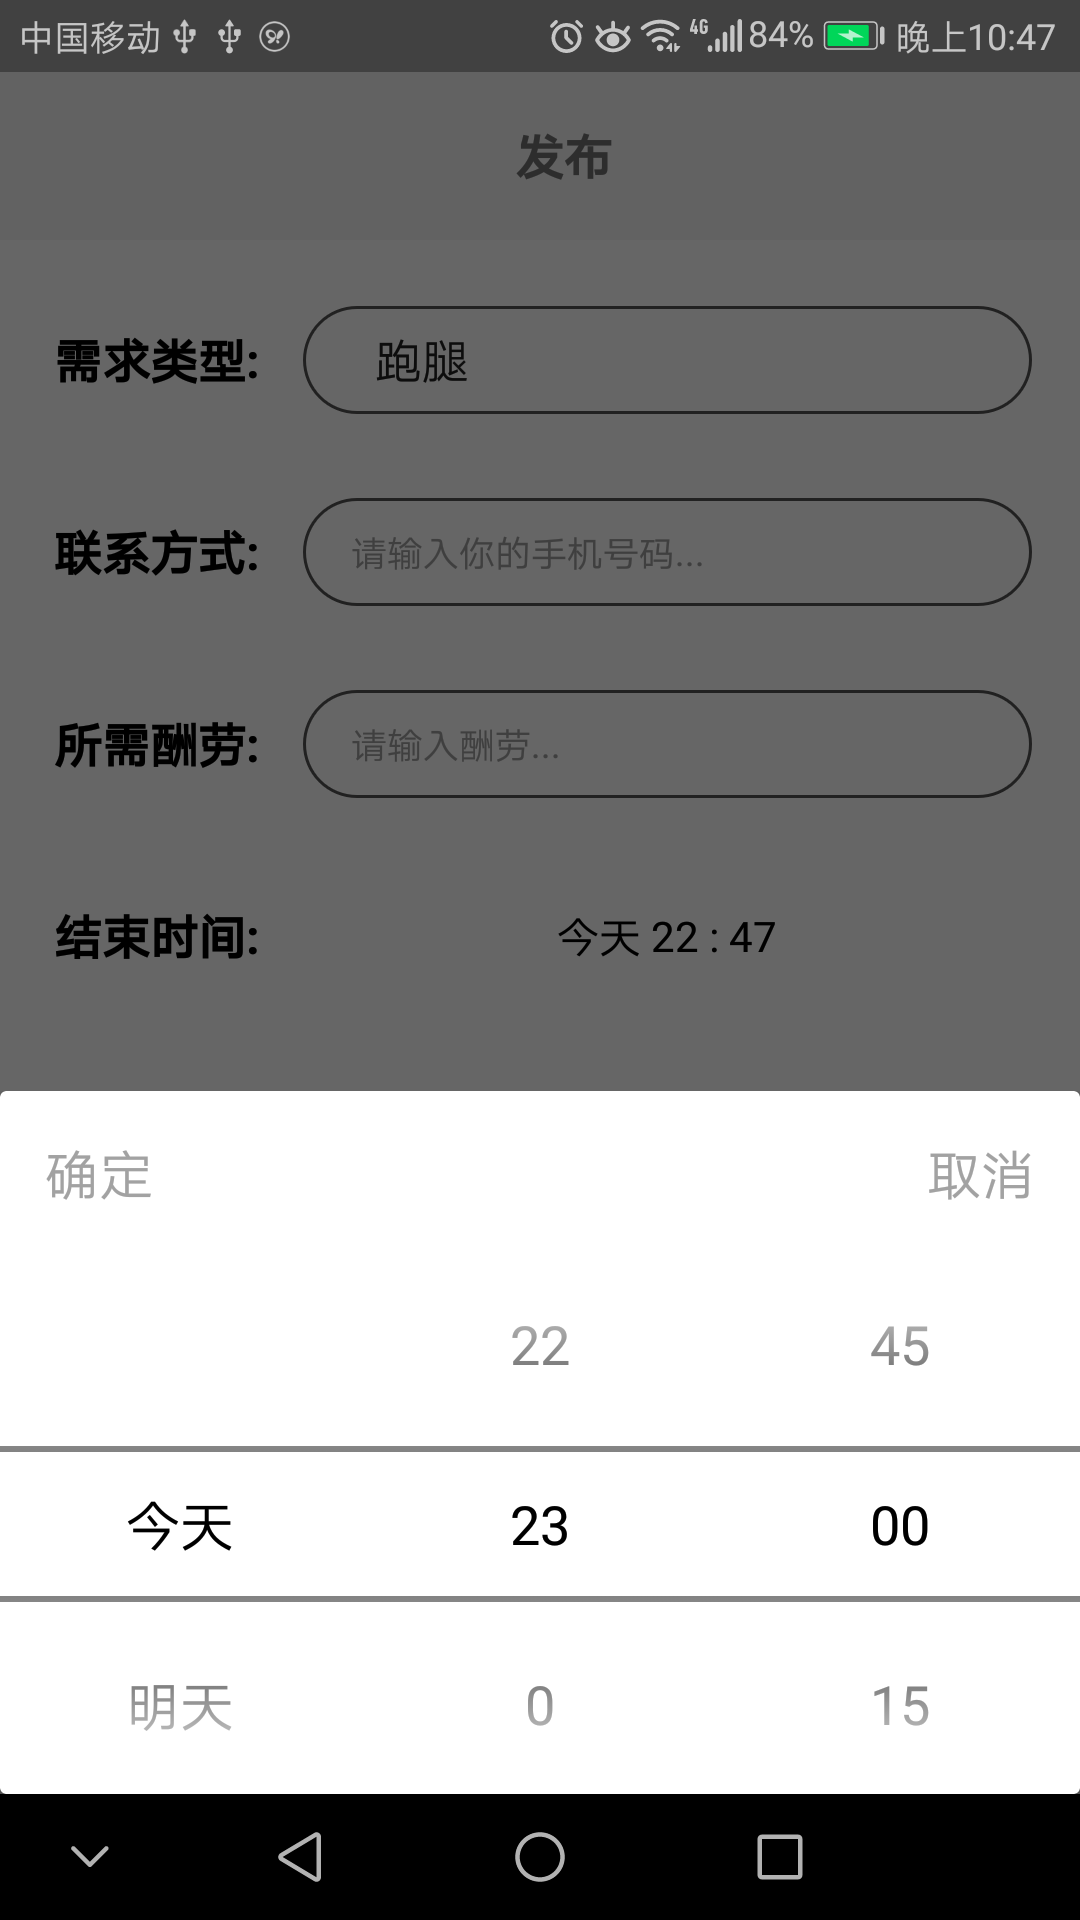 中国移动 4G 84% 晚上10:47
发布
需求类型: 跑腿
联系方式: 请输入你的手机号码...
所需酬劳: 请输入酬劳...
结束时间: 今天 22 : 47
确定 取消
22 45
今天 23 00
明天 0 15